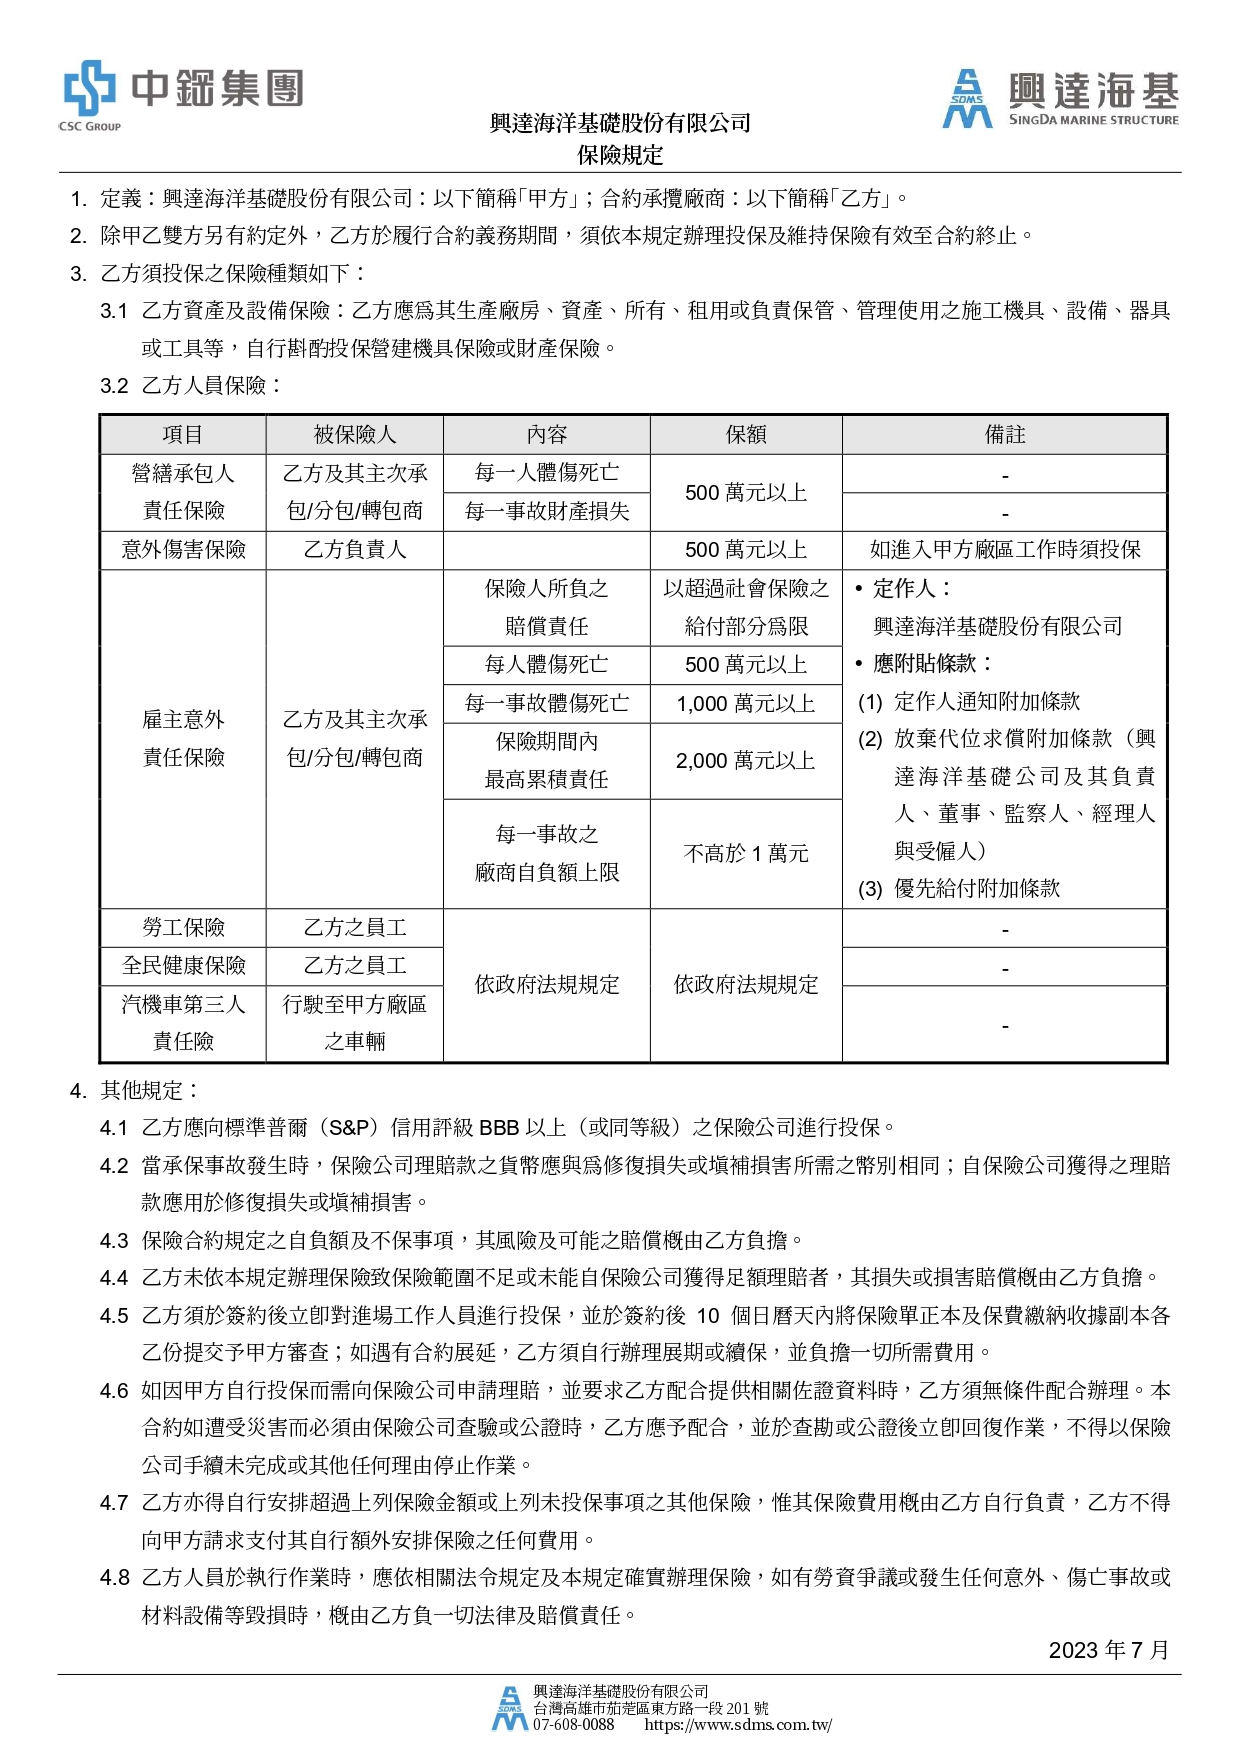 中鋼集團
CSC GROUP
SDMS
興達海基
SINGDA MARINE STRUCTURE
興達海洋基礎股份有限公司
保險規定
1. 定義：興達海洋基礎股份有限公司：以下簡稱「甲方」；合約承攬廠商：以下簡稱「乙方」。
2. 除甲乙雙方另有約定外，乙方於履行合約義務期間，須依本規定辦理投保及維持保險有效至合約終止。
3. 乙方須投保之保險種類如下：
3.1 乙方資產及設備保險：乙方應為其生產廠房、資產、所有、租用或負責保管、管理使用之施工機具、設備、器具
或工具等，自行斟酌投保營建機具保險或財產保險。
3.2 乙方人員保險：
項目 被保險人 內容 保額 備註
營繕承包人
責任保險
乙方及其主次承
包/分包/轉包商
每一人體傷死亡
每一事故財產損失
500 萬元以上
-
-
意外傷害保險 乙方負責人 500 萬元以上 如進入甲方廠區工作時須投保
雇主意外
責任保險
乙方及其主次承
包/分包/轉包商
保險人所負之
賠償責任
以超過社會保險之
給付部分為限
每人體傷死亡 500 萬元以上
每一事故體傷死亡 1,000 萬元以上
保險期間內
最高累積責任
2,000 萬元以上
每一事故之
廠商自負額上限
不高於 1 萬元
• 定作人：
興達海洋基礎股份有限公司
• 應附貼條款：
(1) 定作人通知附加條款
(2) 放棄代位求償附加條款（興
達海洋基礎公司及其負責
人、董事、監察人、經理人
與受僱人）
(3) 優先給付附加條款
勞工保險 乙方之員工 -
全民健康保險 乙方之員工 -
汽機車第三人
責任險
行駛至甲方廠區
之車輛
依政府法規規定 依政府法規規定
-
4. 其他規定：
4.1 乙方應向標準普爾（S&P）信用評級 BBB 以上（或同等級）之保險公司進行投保。
4.2 當承保事故發生時，保險公司理賠款之貨幣應與為修復損失或填補損害所需之幣別相同；自保險公司獲得之理賠
款應用於修復損失或填補損害。
4.3 保險合約規定之自負額及不保事項，其風險及可能之賠償概由乙方負擔。
4.4 乙方未依本規定辦理保險致保險範圍不足或未能自保險公司獲得足額理賠者，其損失或損害賠償概由乙方負擔。
4.5 乙方須於簽約後立即對進場工作人員進行投保，並於簽約後 10 個日曆天內將保險單正本及保費繳納收據副本各
乙份提交予甲方審查；如遇有合約展延，乙方須自行辦理展期或續保，並負擔一切所需費用。
4.6 如因甲方自行投保而需向保險公司申請理賠，並要求乙方配合提供相關佐證資料時，乙方須無條件配合辦理。本
合約如遭受災害而必須由保險公司查驗或公證時，乙方應予配合，並於查勘或公證後立即回復作業，不得以保險
公司手續未完成或其他任何理由停止作業。
4.7 乙方亦得自行安排超過上列保險金額或上列未投保事項之其他保險，惟其保險費用概由乙方自行負責，乙方不得
向甲方請求支付其自行額外安排保險之任何費用。
4.8 乙方人員於執行作業時，應依相關法令規定及本規定確實辦理保險，如有勞資爭議或發生任何意外、傷亡事故或
材料設備等毀損時，概由乙方負一切法律及賠償責任。
2023 年 7 月
SDMS
興達海洋基礎股份有限公司
台灣高雄市茄萣區東方路一段 201 號
07-608-0088 https://www.sdms.com.tw/